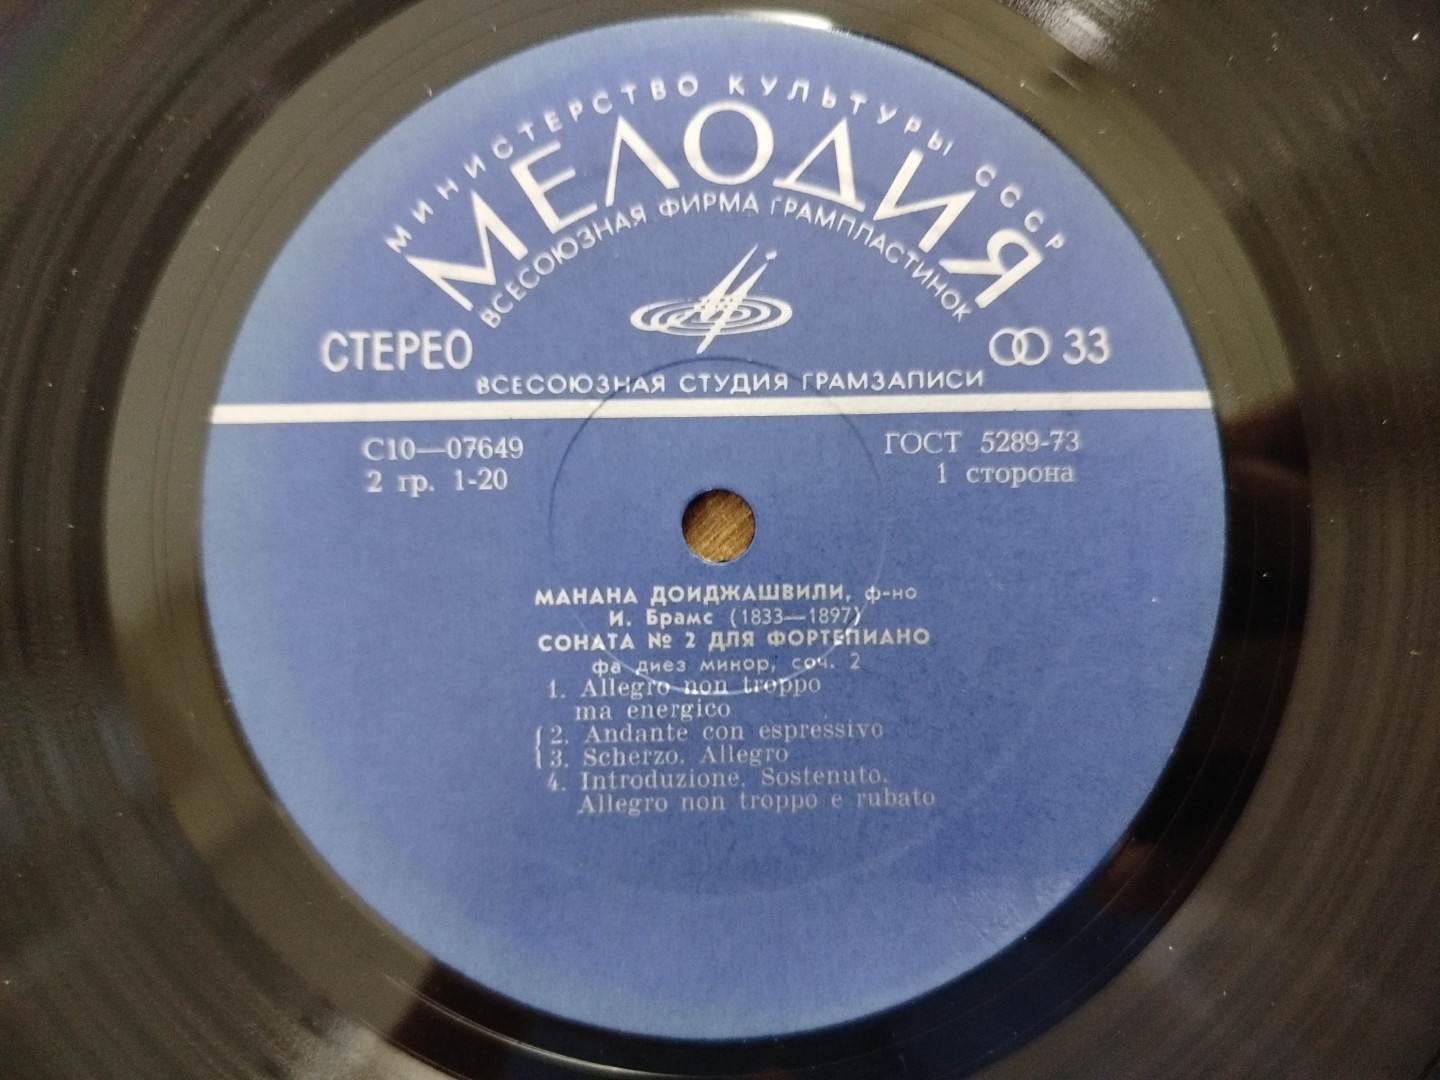 МИНИСТЕРСТВО КУЛЬТУРЫ СССР
МЕЛОДИЯ
ВСЕСОЮЗНАЯ ФИРМА ГРАМПЛАСТИНОК
СТЕРЕО
33
ВСЕСОЮЗНАЯ СТУДИЯ ГРАМЗАПИСИ
С10—07649
ГОСТ 5289-73
2 гр. 1-20
1 сторона
МАНАНА ДОИДЖАШВИЛИ, ф-но
И. Брамс (1833—1897)
СОНАТА № 2 ДЛЯ ФОРТЕПИАНО
фа диез минор, соч. 2
1. Allegro non troppo
ma energico
2. Andante con espressivo
3. Scherzo. Allegro
4. Introduzione. Sostenuto.
Allegro non troppo e rubato